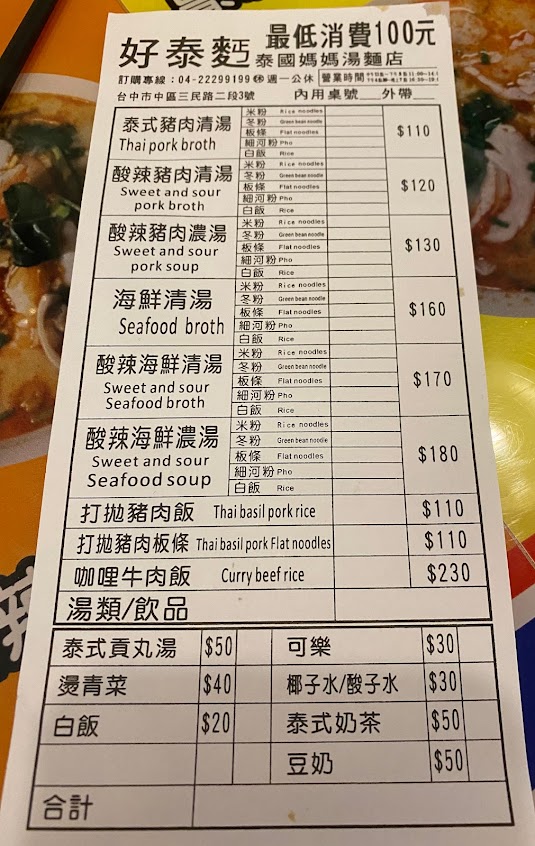 最低消費100元
好泰麵 泰國媽媽湯麵店
訂購專線：04-22299199 週一公休 營業時間
台中市中區三民路二段3號 內用桌號＿＿外帶＿＿
泰式豬肉清湯
Thai pork broth
米粉 Rice noodles
冬粉 Green bean noodle
板條 Flat noodles
細河粉 Pho
白飯 Rice
$110
酸辣豬肉清湯
Sweet and sour
pork broth
米粉 Rice noodles
冬粉 Green bean noodle
板條 Flat noodles
細河粉 Pho
白飯 Rice
$120
酸辣豬肉濃湯
Sweet and sour
pork soup
米粉 Rice noodles
冬粉 Green bean noodle
板條 Flat noodles
細河粉 Pho
白飯 Rice
$130
海鮮清湯
Seafood broth
米粉 Rice noodles
冬粉 Green bean noodle
板條 Flat noodles
細河粉 Pho
白飯 Rice
$160
酸辣海鮮清湯
Sweet and sour
Seafood broth
米粉 Rice noodles
冬粉 Green bean noodle
板條 Flat noodles
細河粉 Pho
白飯 Rice
$170
酸辣海鮮濃湯
Sweet and sour
Seafood soup
米粉 Rice noodles
冬粉 Green bean noodle
板條 Flat noodles
細河粉 Pho
白飯 Rice
$180
打拋豬肉飯 Thai basil pork rice $110
打拋豬肉板條 Thai basil pork Flat noodles $110
咖哩牛肉飯 Curry beef rice $230
湯類/飲品
泰式貢丸湯 $50 可樂 $30
燙青菜 $40 椰子水/酸子水 $30
白飯 $20 泰式奶茶 $50
豆奶 $50
合計